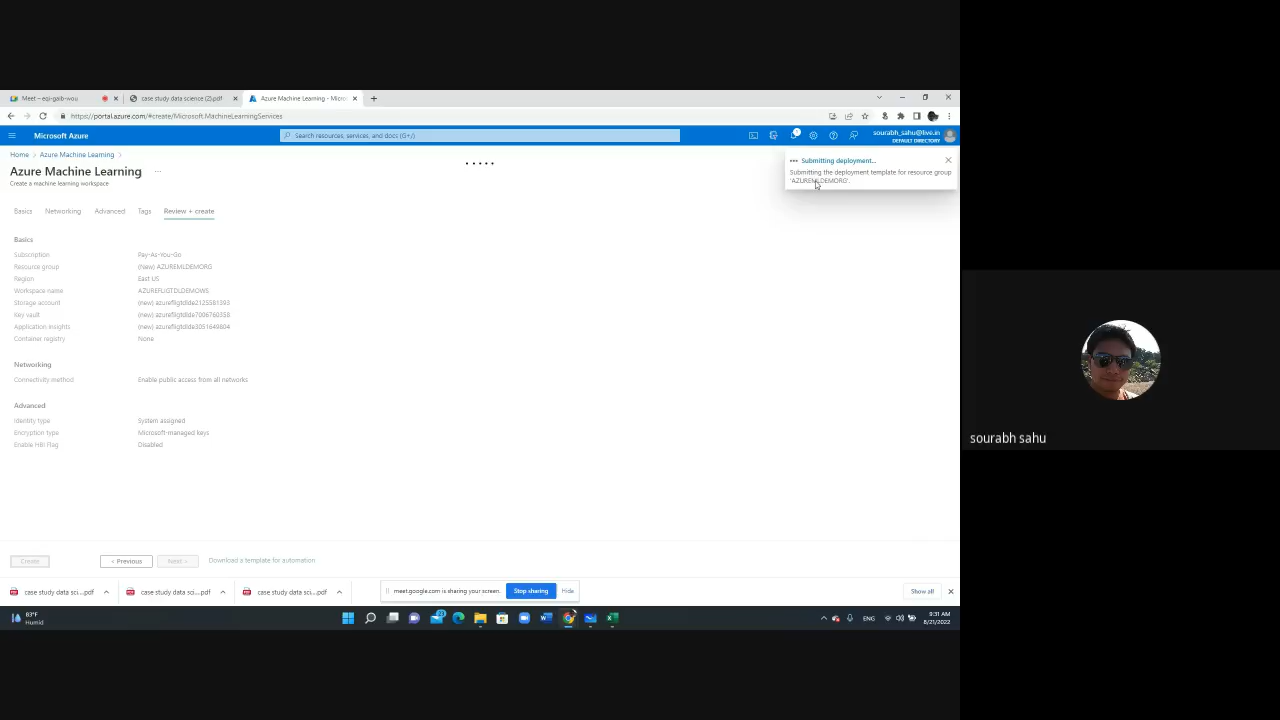 Meet – eqi-gaib-wou
case study data science (2).pdf
Azure Machine Learning - Micros
https://portal.azure.com/#create/Microsoft.MachineLearningServices
Microsoft Azure
Search resources, services, and docs (G+/)
sourabh_sahu@live.in
DEFAULT DIRECTORY
Home > Azure Machine Learning >
Azure Machine Learning ...
Create a machine learning workspace
Submitting deployment...
Submitting the deployment template for resource group
'AZUREMLDEMORG'.
Basics Networking Advanced Tags Review + create
Basics
Subscription Pay-As-You-Go
Resource group (New) AZUREMLDEMORG
Region East US
Workspace name
Storage account
Key vault
Application insights
Container registry None
Networking
Connectivity method Enable public access from all networks
Advanced
Identity type System assigned
Encryption type Microsoft-managed keys
Enable HBI Flag Disabled
Create
< Previous
Next >
Download a template for automation
case study data sci....pdf
case study data sci....pdf
case study data sci....pdf
meet.google.com is sharing your screen.
Stop sharing
Hide
Show all
83°F
Humid
23
ENG
9:31 AM
8/21/2022
sourabh sahu